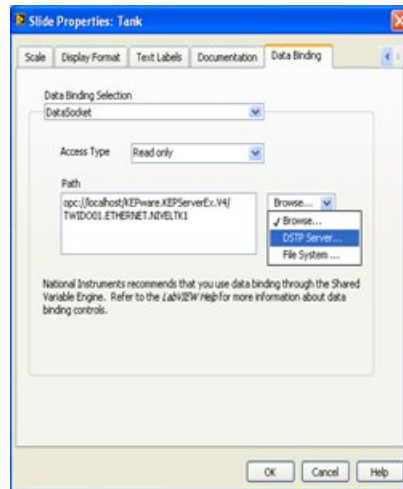 Slide Properties: Tank
Scale Display Format Text Labels Documentation Data Binding
Data Binding Selection
DataSocket
Access Type Read only
Path
opc://localhost/KEPware.KEPServerEx.V4/
TWIDO01.ETHERNET.NIVELTK1
Browse...
✓ Browse...
DSTP Server...
File System ...
National Instruments recommends that you use data binding through the Shared
Variable Engine. Refer to the LabVIEW Help for more information about data
binding controls.
OK Cancel Help